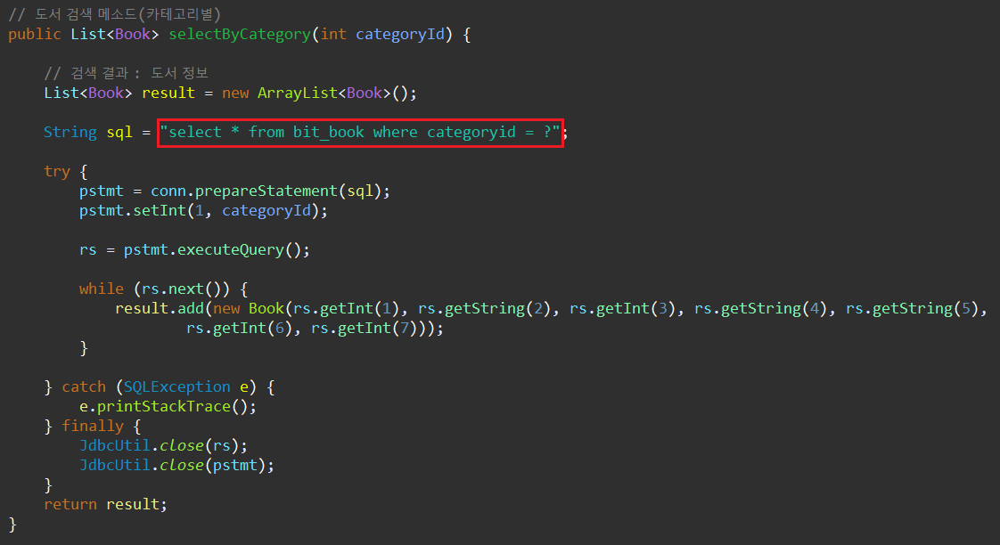 // 도서 검색 메소드(카테고리별)
public List<Book> selectByCategory(int categoryId) {
// 검색 결과 : 도서 정보
List<Book> result = new ArrayList<Book>();
String sql = "select * from bit_book where categoryid = ?";
try {
pstmt = conn.prepareStatement(sql);
pstmt.setInt(1, categoryId);
rs = pstmt.executeQuery();
while (rs.next()) {
result.add(new Book(rs.getInt(1), rs.getString(2), rs.getInt(3), rs.getString(4), rs.getString(5),
rs.getInt(6), rs.getInt(7)));
}
} catch (SQLException e) {
e.printStackTrace();
} finally {
JdbcUtil.close(rs);
JdbcUtil.close(pstmt);
}
return result;
}